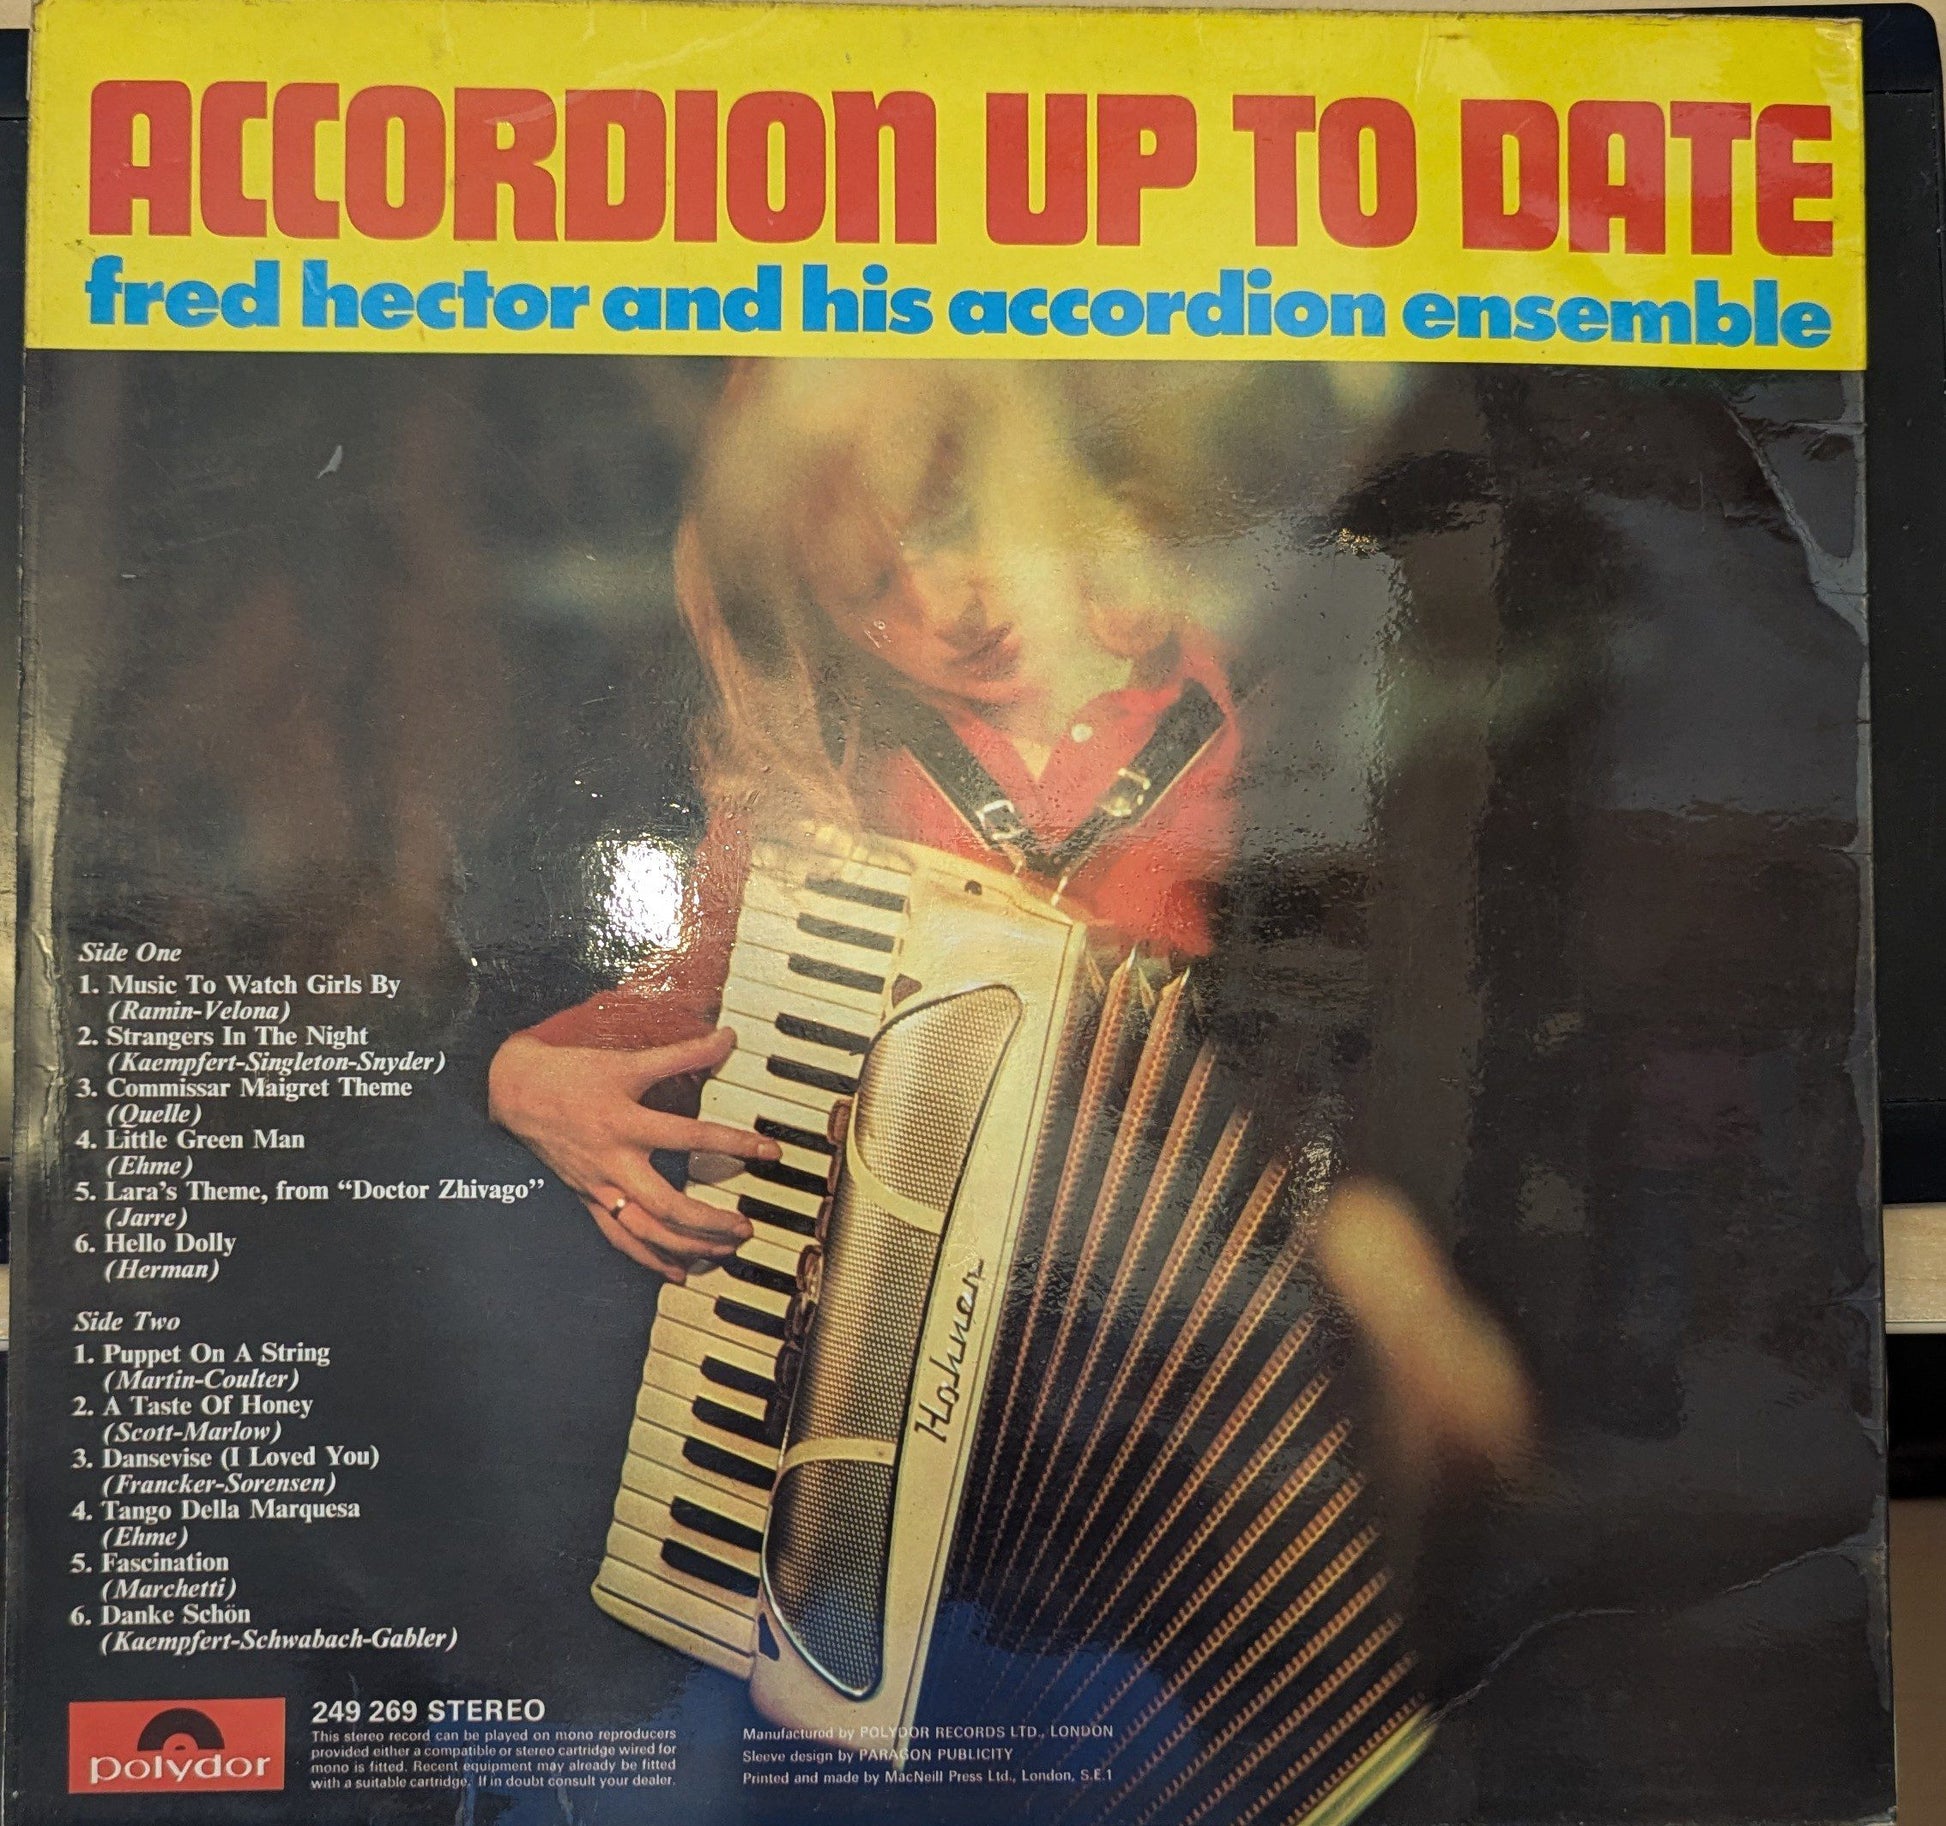 ACCORDION UP TO DATE
fred hector and his accordion ensemble
Side One
1. Music To Watch Girls By
(Ramin-Velona)
2. Strangers In The Night
(Kaempfert-Singleton-Snyder)
3. Commissar Maigret Theme
(Quelle)
4. Little Green Man
(Ehme)
5. Lara's Theme, from “Doctor Zhivago”
(Jarre)
6. Hello Dolly
(Herman)
Side Two
1. Puppet On A String
(Martin-Coulter)
2. A Taste Of Honey
(Scott-Marlow)
3. Dansevise (I Loved You)
(Francker-Sorensen)
4. Tango Della Marquesa
(Ehme)
5. Fascination
(Marchetti)
6. Danke Schön
(Kaempfert-Schwabach-Gabler)
Hohner
polydor
249 269 STEREO
This stereo record can be played on mono reproducers
provided either a compatible or stereo cartridge wired for
mono is fitted. Recent equipment may already be fitted
with a suitable cartridge. If in doubt consult your dealer.
Manufactured by POLYDOR RECORDS LTD., LONDON
Sleeve design by PARAGON PUBLICITY
Printed and made by MacNeill Press Ltd., London, S.E.1